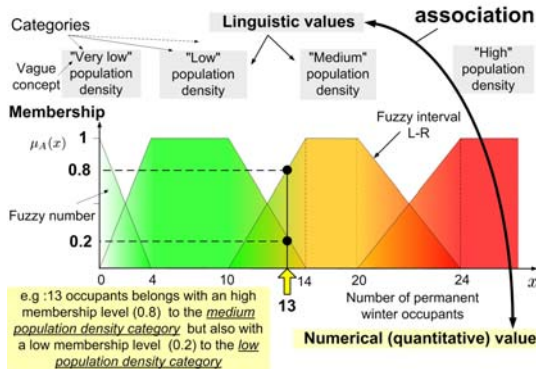 Categories
Linguistic values
association
Vague
concept
"Very low"
population
density
"Low"
population
density
"Medium"
population
density
"High"
population
density
Membership
μA(x)
1
0.8
0.2
Fuzzy number
Fuzzy interval
L-R
0
4
10
14
20
24
x
13
Number of permanent
winter occupants
e.g :13 occupants belongs with an high
membership level (0.8) to the medium
population density category but also with
a low membership level (0.2) to the low
population density category
Numerical (quantitative) value